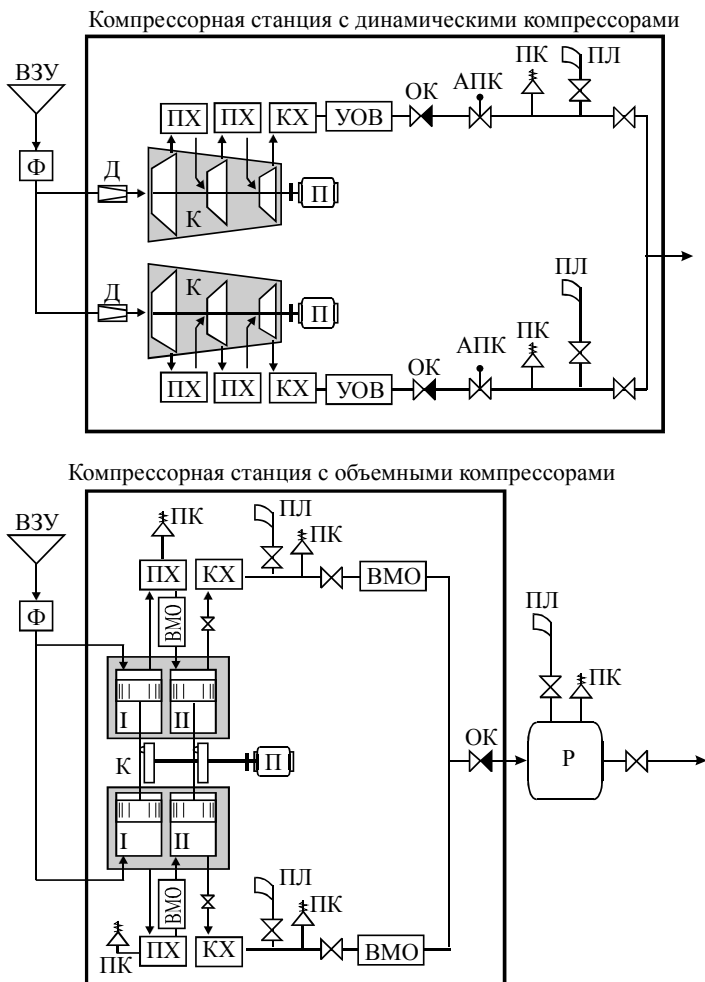 Компрессорная станция с динамическими компрессорами
ВЗУ
Ф
Д
ПХ
ПХ
КХ
УОВ
ОК
АПК
ПК
ПЛ
К
П
Д
К
П
ПХ
ПХ
КХ
УОВ
ОК
АПК
ПК
ПЛ
Компрессорная станция с объемными компрессорами
ВЗУ
Ф
ПК
ПХ
КХ
ВМО
ПЛ
ПК
ВМО
I
II
К
П
ОК
ПЛ
ПК
Р
I
II
ВМО
ПК
ПХ
КХ
ПЛ
ПК
ВМО